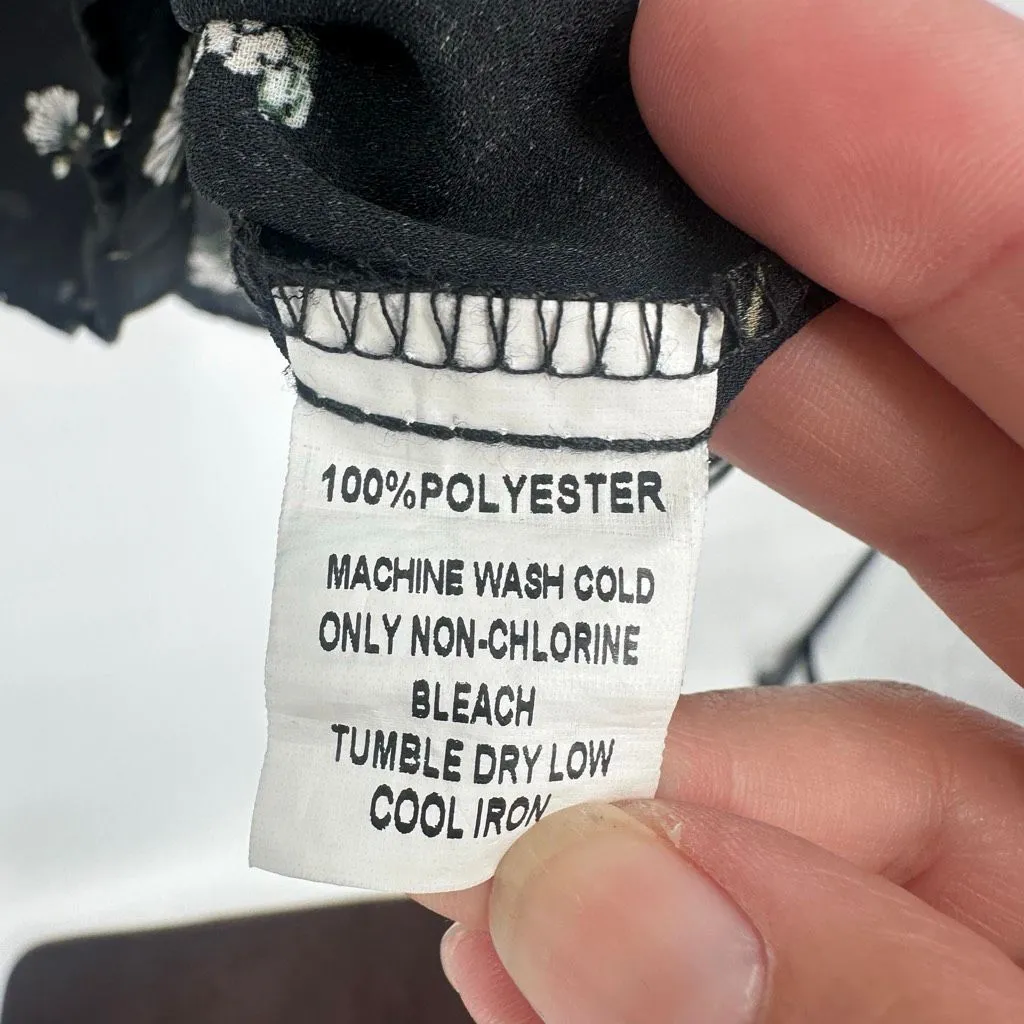 100%POLYESTER
MACHINE WASH COLD
ONLY NON-CHLORINE
BLEACH
TUMBLE DRY LOW
COOL IRON